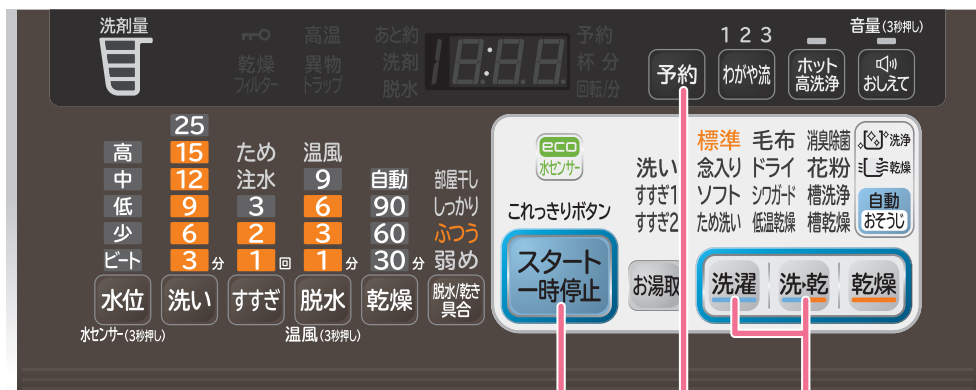 洗剤量
高温
あと約
予約
乾燥
フィルター
異物
トラップ
洗剤
脱水
18:8.8
杯 分
回転/分
1 2 3
音量(3秒押し)
予約
わがや流
ホット
高洗浄
おしえて
25
高 15 ため 温風
中 12 注水 9 自動 部屋干し
低 9 3 6 90 しっかり
少 6 2 3 60 ふつう
ビート 3分 1回 1分 30分 弱め
水位
洗い
すすぎ
脱水
乾燥
脱水/乾き
具合
水センサー(3秒押し)
温風(3秒押し)
eco
水センサー
これっきりボタン
スタート
一時停止
洗い
すすぎ1
すすぎ2
標準 毛布 消臭除菌 洗浄
念入り ドライ 花粉 乾燥
ソフト シワガード 槽洗浄
ため洗い 低温乾燥 槽乾燥
自動
おそうじ
お湯取
洗濯
洗・乾
乾燥